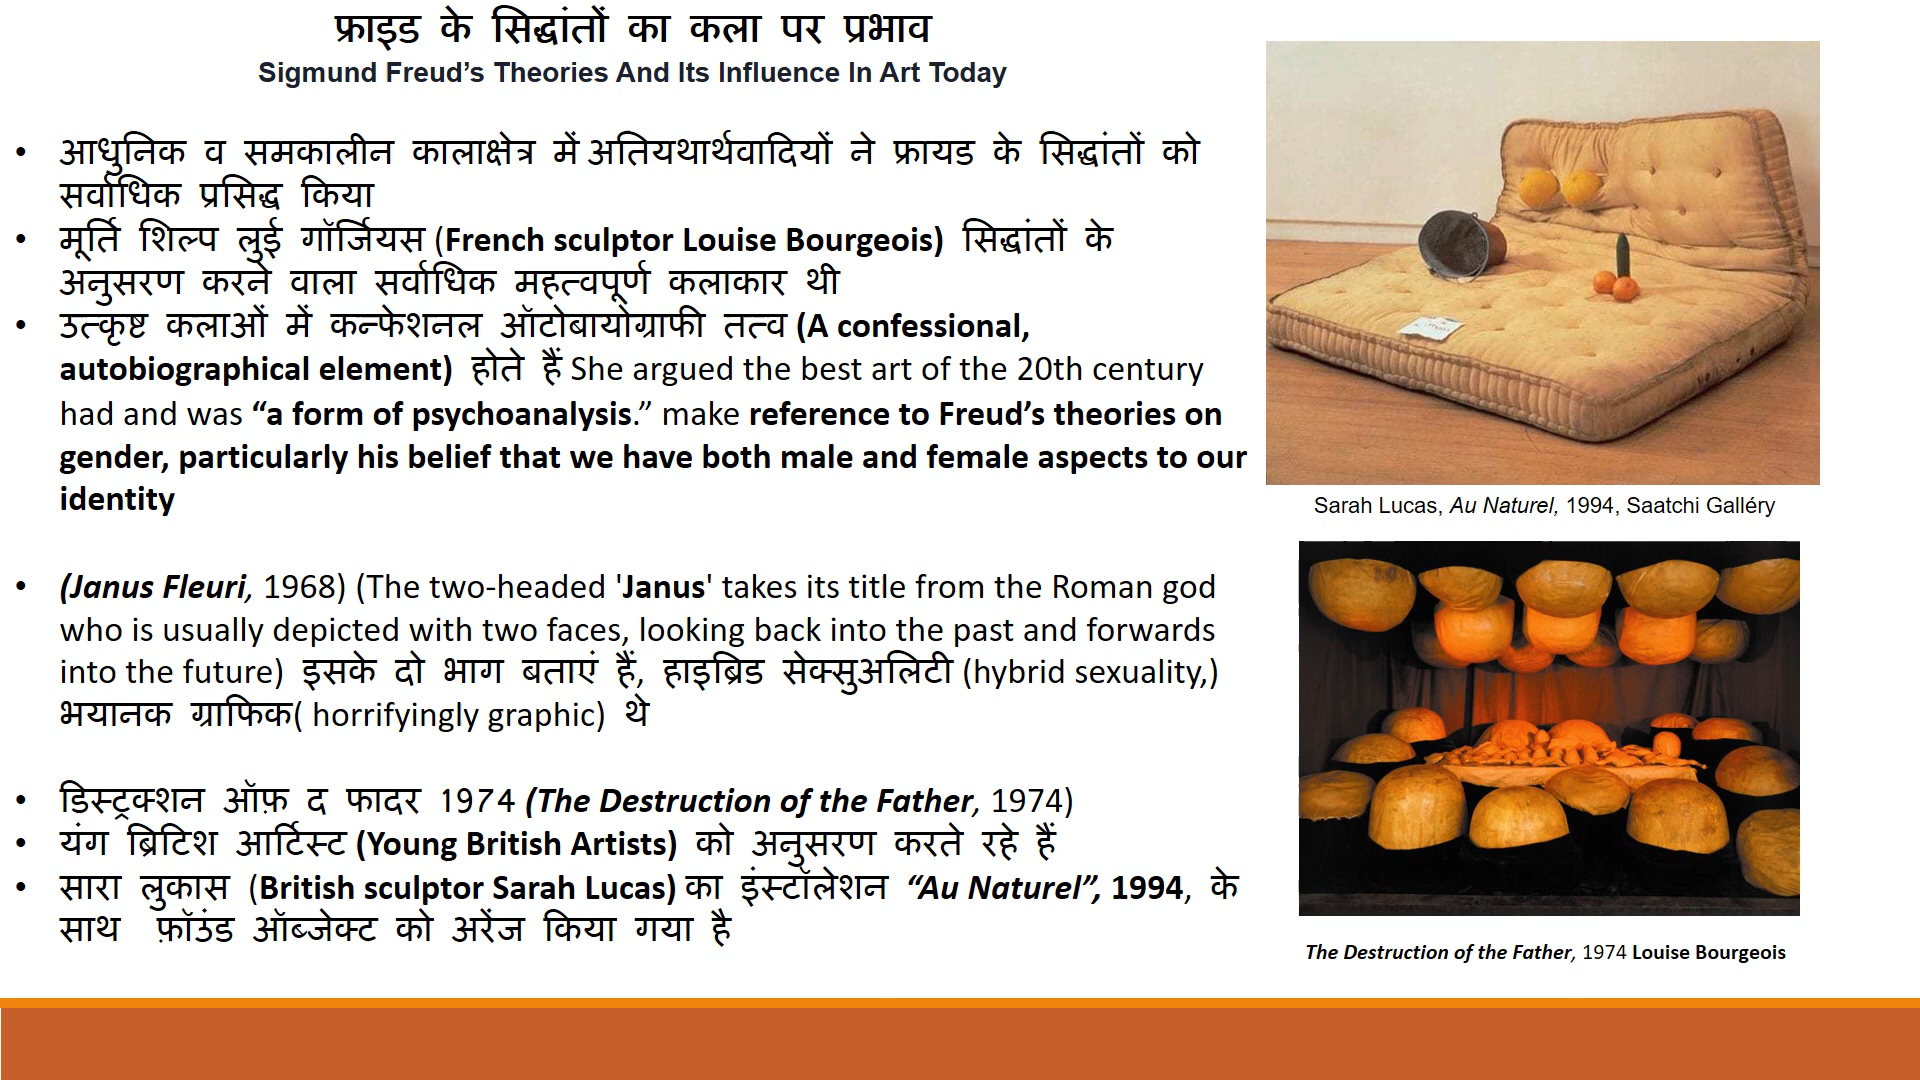 फ्राइड के सिद्धांतों का कला पर प्रभाव
Sigmund Freud’s Theories And Its Influence In Art Today
• आधुनिक व समकालीन कालाक्षेत्र में अतियथार्थवादियों ने फ्रायड के सिद्धांतों को
सर्वाधिक प्रसिद्ध किया
• मूर्ति शिल्प लुई गॉर्जियस (French sculptor Louise Bourgeois) सिद्धांतों के
अनुसरण करने वाला सर्वाधिक महत्वपूर्ण कलाकार थी
• उत्कृष्ट कलाओं में कन्फेशनल ऑटोबायोग्राफी तत्व (A confessional,
autobiographical element) होते हैं She argued the best art of the 20th century
had and was “a form of psychoanalysis.” make reference to Freud’s theories on
gender, particularly his belief that we have both male and female aspects to our
identity
• (Janus Fleuri, 1968) (The two-headed 'Janus' takes its title from the Roman god
who is usually depicted with two faces, looking back into the past and forwards
into the future) इसके दो भाग बताएं हैं, हाइब्रिड सेक्सुअलिटी (hybrid sexuality,)
भयानक ग्राफिक( horrifyingly graphic) थे
• डिस्ट्रक्शन ऑफ़ द फादर 1974 (The Destruction of the Father, 1974)
• यंग ब्रिटिश आर्टिस्ट (Young British Artists) को अनुसरण करते रहे हैं
• सारा लुकास (British sculptor Sarah Lucas) का इंस्टॉलेशन “Au Naturel”, 1994, के
साथ फ़ॉउंड ऑब्जेक्ट को अरेंज किया गया है
Sarah Lucas, Au Naturel, 1994, Saatchi Galléry
The Destruction of the Father, 1974 Louise Bourgeois